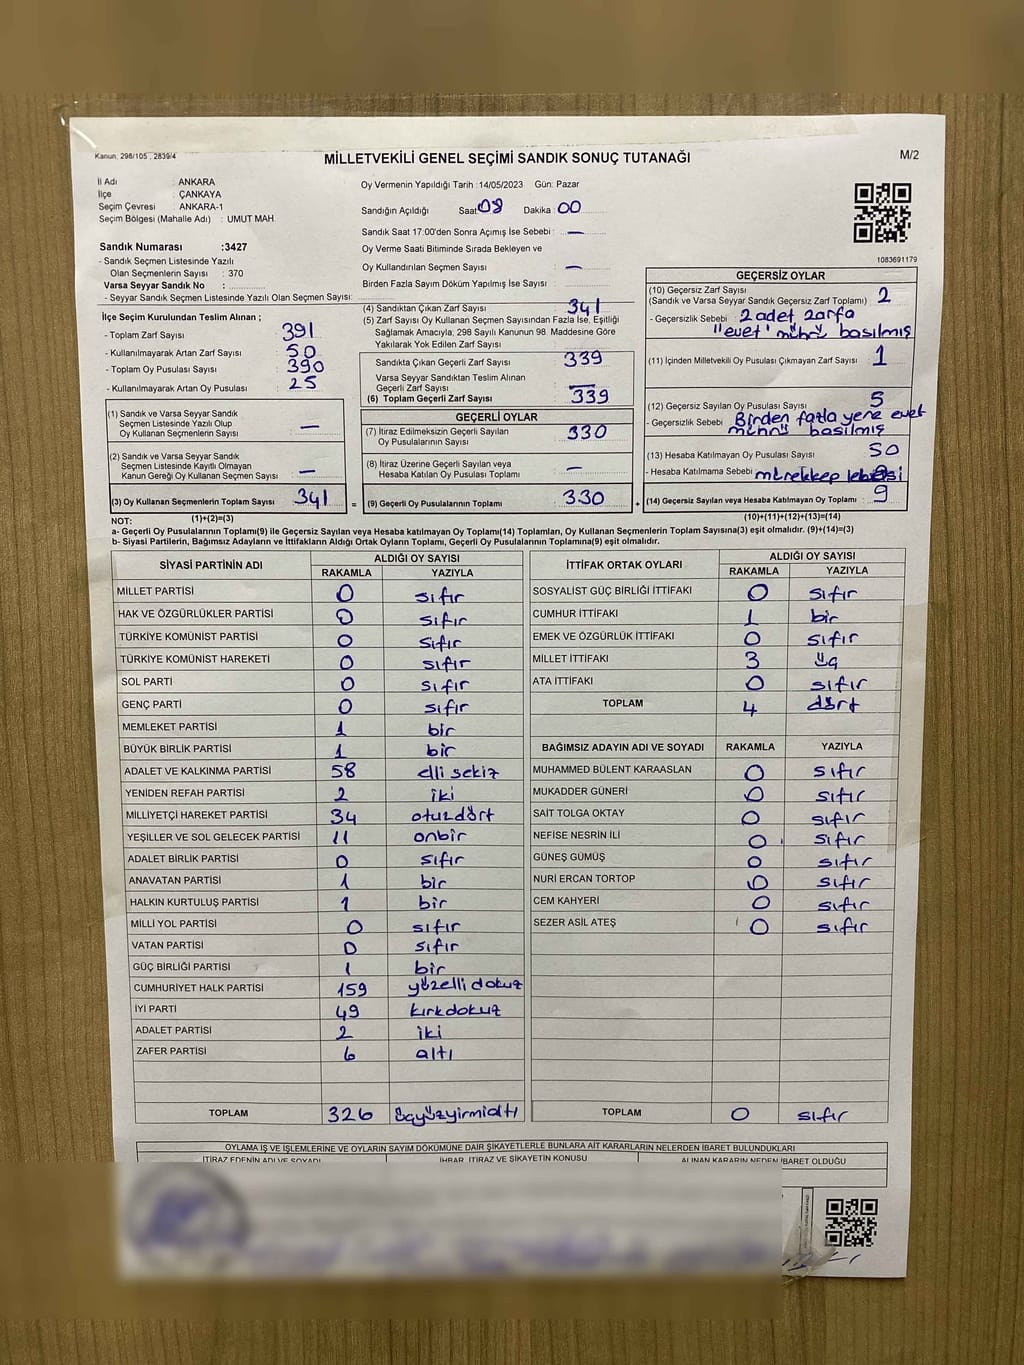 Kanun, 298/105 , 2839/4
MİLLETVEKİLİ GENEL SEÇİMİ SANDIK SONUÇ TUTANAĞI
M/2
İl Adı : ANKARA
İlçe : ÇANKAYA
Seçim Çevresi : ANKARA-1
Seçim Bölgesi (Mahalle Adı) : UMUT MAH.
Oy Vermenin Yapıldığı Tarih : 14/05/2023 Gün: Pazar
Sandığın Açıldığı Saat 08 Dakika : 00
Sandık Saat 17:00'den Sonra Açımış İse Sebebi : —
Oy Verme Saati Bitiminde Sırada Bekleyen ve
Oy Kullandırılan Seçmen Sayısı : —
Birden Fazla Sayım Döküm Yapılmış İse Sayısı :
1083691179
Sandık Numarası :3427
- Sandık Seçmen Listesinde Yazılı
Olan Seçmenlerin Sayısı : 370
Varsa Seyyar Sandık No :
- Seyyar Sandık Seçmen Listesinde Yazılı Olan Seçmen Sayısı:
İlçe Seçim Kurulundan Teslim Alınan ;
- Toplam Zarf Sayısı : 391
- Kullanılmayarak Artan Zarf Sayısı : 50
- Toplam Oy Pusulası Sayısı : 390
- Kullanılmayarak Artan Oy Pusulası : 25
(1) Sandık ve Varsa Seyyar Sandık
Seçmen Listesinde Yazılı Olup
Oy Kullanan Seçmenlerin Sayısı : —
(2) Sandık ve Varsa Seyyar Sandık
Seçmen Listesinde Kayıtlı Olmayan
Kanun Gereği Oy Kullanan Seçmen Sayısı : —
(3) Oy Kullanan Seçmenlerin Toplam Sayısı : 341
(1)+(2)=(3)
(4) Sandıktan Çıkan Zarf Sayısı : 341
(5) Zarf Sayısı Oy Kullanan Seçmen Sayısından Fazla İse, Eşitliği
Sağlamak Amacıyla, 298 Sayılı Kanunun 98. Maddesine Göre
Yakılarak Yok Edilen Zarf Sayısı :
Sandıkta Çıkan Geçerli Zarf Sayısı : 339
Varsa Seyyar Sandıktan Teslim Alınan
Geçerli Zarf Sayısı : —
(6) Toplam Geçerli Zarf Sayısı : 339
GEÇERLİ OYLAR
(7) İtiraz Edilmeksizin Geçerli Sayılan
Oy Pusulalarının Sayısı : 330
(8) İtiraz Üzerine Geçerli Sayılan veya
Hesaba Katılan Oy Pusulası Toplamı : —
= (9) Geçerli Oy Pusulalarının Toplamı : 330 +
GEÇERSİZ OYLAR
(10) Geçersiz Zarf Sayısı
(Sandık ve Varsa Seyyar Sandık Geçersiz Zarf Toplamı) : 2
- Geçersizlik Sebebi : 2 adet zarfa
"evet" mührü basılmış
(11) İçinden Milletvekili Oy Pusulası Çıkmayan Zarf Sayısı : 1
(12) Geçersiz Sayılan Oy Pusulası Sayısı : 5
- Geçersizlik Sebebi : Birden fazla yere evet
mührü basılmış
(13) Hesaba Katılmayan Oy Pusulası Sayısı :
- Hesaba Katılmama Sebebi : mürekkep lekesi
(14) Geçersiz Sayılan veya Hesaba Katılmayan Oy Toplamı : 9
(10)+(11)+(12)+(13)=(14)
NOT:
a- Geçerli Oy Pusulalarının Toplamı(9) ile Geçersiz Sayılan veya Hesaba katılmayan Oy Toplamı(14) Toplamları, Oy Kullanan Seçmenlerin Toplam Sayısına(3) eşit olmalıdır. (9)+(14)=(3)
b- Siyasi Partilerin, Bağımsız Adayların ve İttifakların Aldığı Ortak Oyların Toplamı, Geçerli Oy Pusulalarının Toplamına(9) eşit olmalıdır.
SİYASİ PARTİNİN ADI ALDIĞI OY SAYISI
RAKAMLA YAZIYLA
MİLLET PARTİSİ 0 sıfır
HAK VE ÖZGÜRLÜKLER PARTİSİ 0 sıfır
TÜRKİYE KOMÜNİST PARTİSİ 0 sıfır
TÜRKİYE KOMÜNİST HAREKETİ 0 sıfır
SOL PARTİ 0 sıfır
GENÇ PARTİ 0 sıfır
MEMLEKET PARTİSİ 1 bir
BÜYÜK BİRLİK PARTİSİ 1 bir
ADALET VE KALKINMA PARTİSİ 58 elli sekiz
YENİDEN REFAH PARTİSİ 2 iki
MİLLİYETÇİ HAREKET PARTİSİ 34 otuzdört
YEŞİLLER VE SOL GELECEK PARTİSİ 11 onbir
ADALET BİRLİK PARTİSİ 0 sıfır
ANAVATAN PARTİSİ 1 bir
HALKIN KURTULUŞ PARTİSİ 1 bir
MİLLİ YOL PARTİSİ 0 sıfır
VATAN PARTİSİ 0 sıfır
GÜÇ BİRLİĞİ PARTİSİ 1 bir
CUMHURİYET HALK PARTİSİ 159 yüzelli dokuz
İYİ PARTİ 49 kırkdokuz
ADALET PARTİSİ 2 iki
ZAFER PARTİSİ 6 altı
TOPLAM 326 üçyüzyirmialtı
İTTİFAK ORTAK OYLARI ALDIĞI OY SAYISI
RAKAMLA YAZIYLA
SOSYALIST GÜÇ BİRLİĞİ İTTİFAKI 0 sıfır
CUMHUR İTTİFAKI 1 bir
EMEK VE ÖZGÜRLÜK İTTİFAKI 0 sıfır
MİLLET İTTİFAKI 3 üç
ATA İTTİFAKI 0 sıfır
TOPLAM 4 dört
BAĞIMSIZ ADAYIN ADI VE SOYADI RAKAMLA YAZIYLA
MUHAMMED BÜLENT KARAASLAN 0 sıfır
MUKADDER GÜNERİ 0 sıfır
SAİT TOLGA OKTAY 0 sıfır
NEFİSE NESRİN İLİ 0 sıfır
GÜNEŞ GÜMÜŞ 0 sıfır
NURİ ERCAN TORTOP 0 sıfır
CEM KAHYERİ 0 sıfır
SEZER ASİL ATEŞ 0 sıfır
TOPLAM 0 sıfır
OYLAMA İŞ VE İŞLEMLERİNE VE OYLARIN SAYIM DÖKÜMÜNE DAİR ŞİKAYETLERLE BUNLARA AİT KARARLARIN NELERDEN İBARET BULUNDUKLARI
İTİRAZ EDENİN ADI VE SOYADI İHBAR, İTİRAZ VE ŞİKAYETİN KONUSU ALINAN KARARIN NEDEN İBARET OLDUĞU